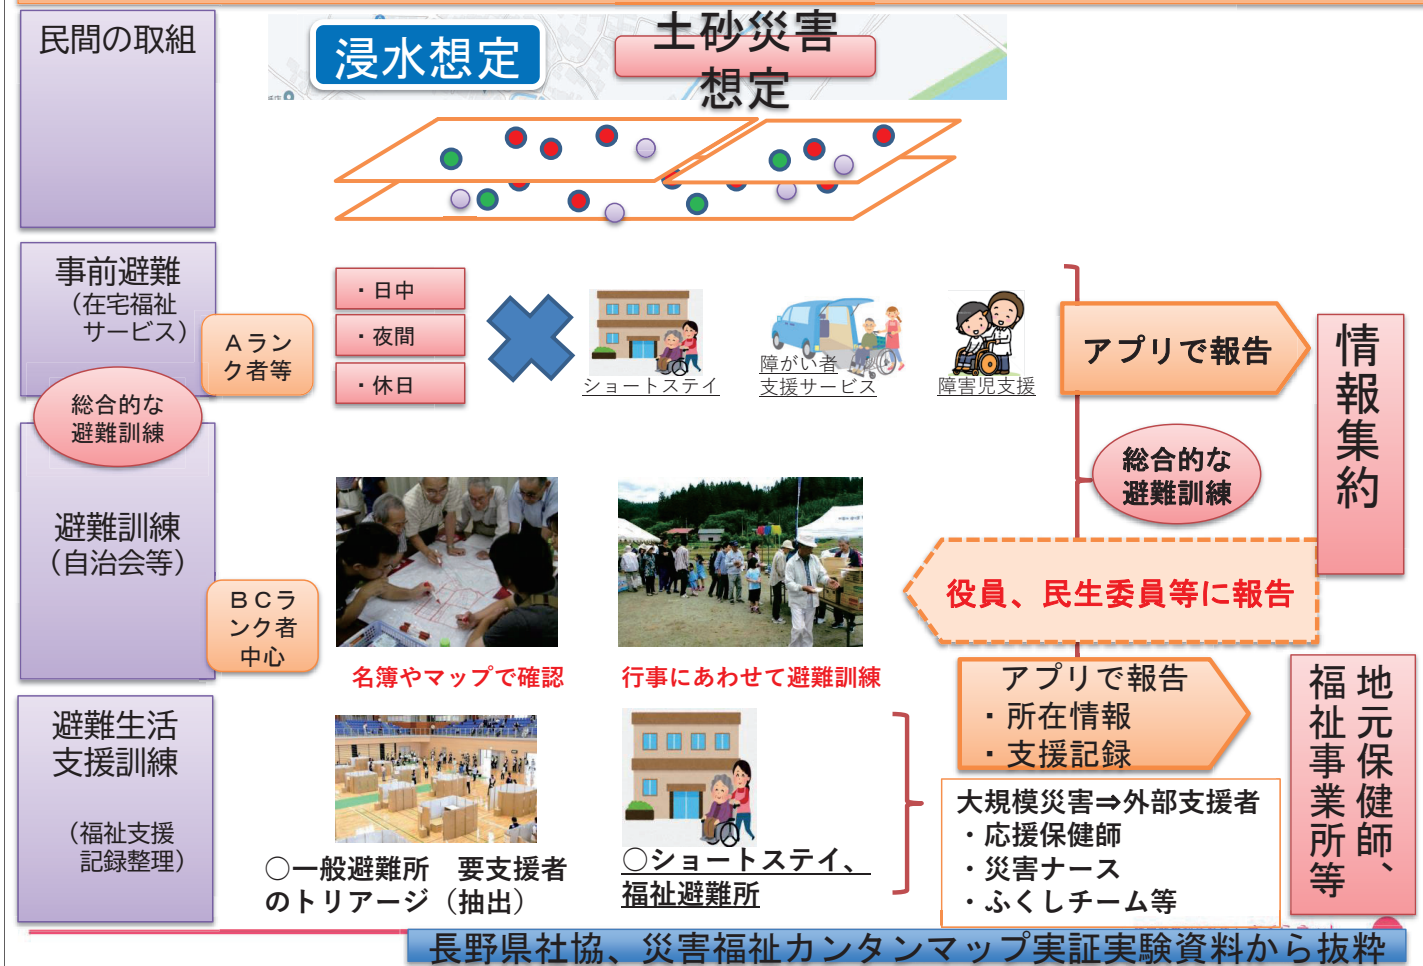 民間の取組
浸水想定
土砂災害
想定
事前避難
（在宅福祉
サービス）
Ａラン
ク者等
・日中
・夜間
・休日
ショートステイ
障がい者
支援サービス
障害児支援
アプリで報告
情報集約
総合的な
避難訓練
総合的な
避難訓練
避難訓練
（自治会等）
ＢＣラ
ンク者
中心
名簿やマップで確認
行事にあわせて避難訓練
役員、民生委員等に報告
アプリで報告
・所在情報
・支援記録
地元保健師、
福祉事業所等
避難生活
支援訓練
（福祉支援
記録整理）
○一般避難所　要支援者
のトリアージ（抽出）
○ショートステイ、
福祉避難所
大規模災害⇒外部支援者
・応援保健師
・災害ナース
・ふくしチーム等
長野県社協、災害福祉カンタンマップ実証実験資料から抜粋